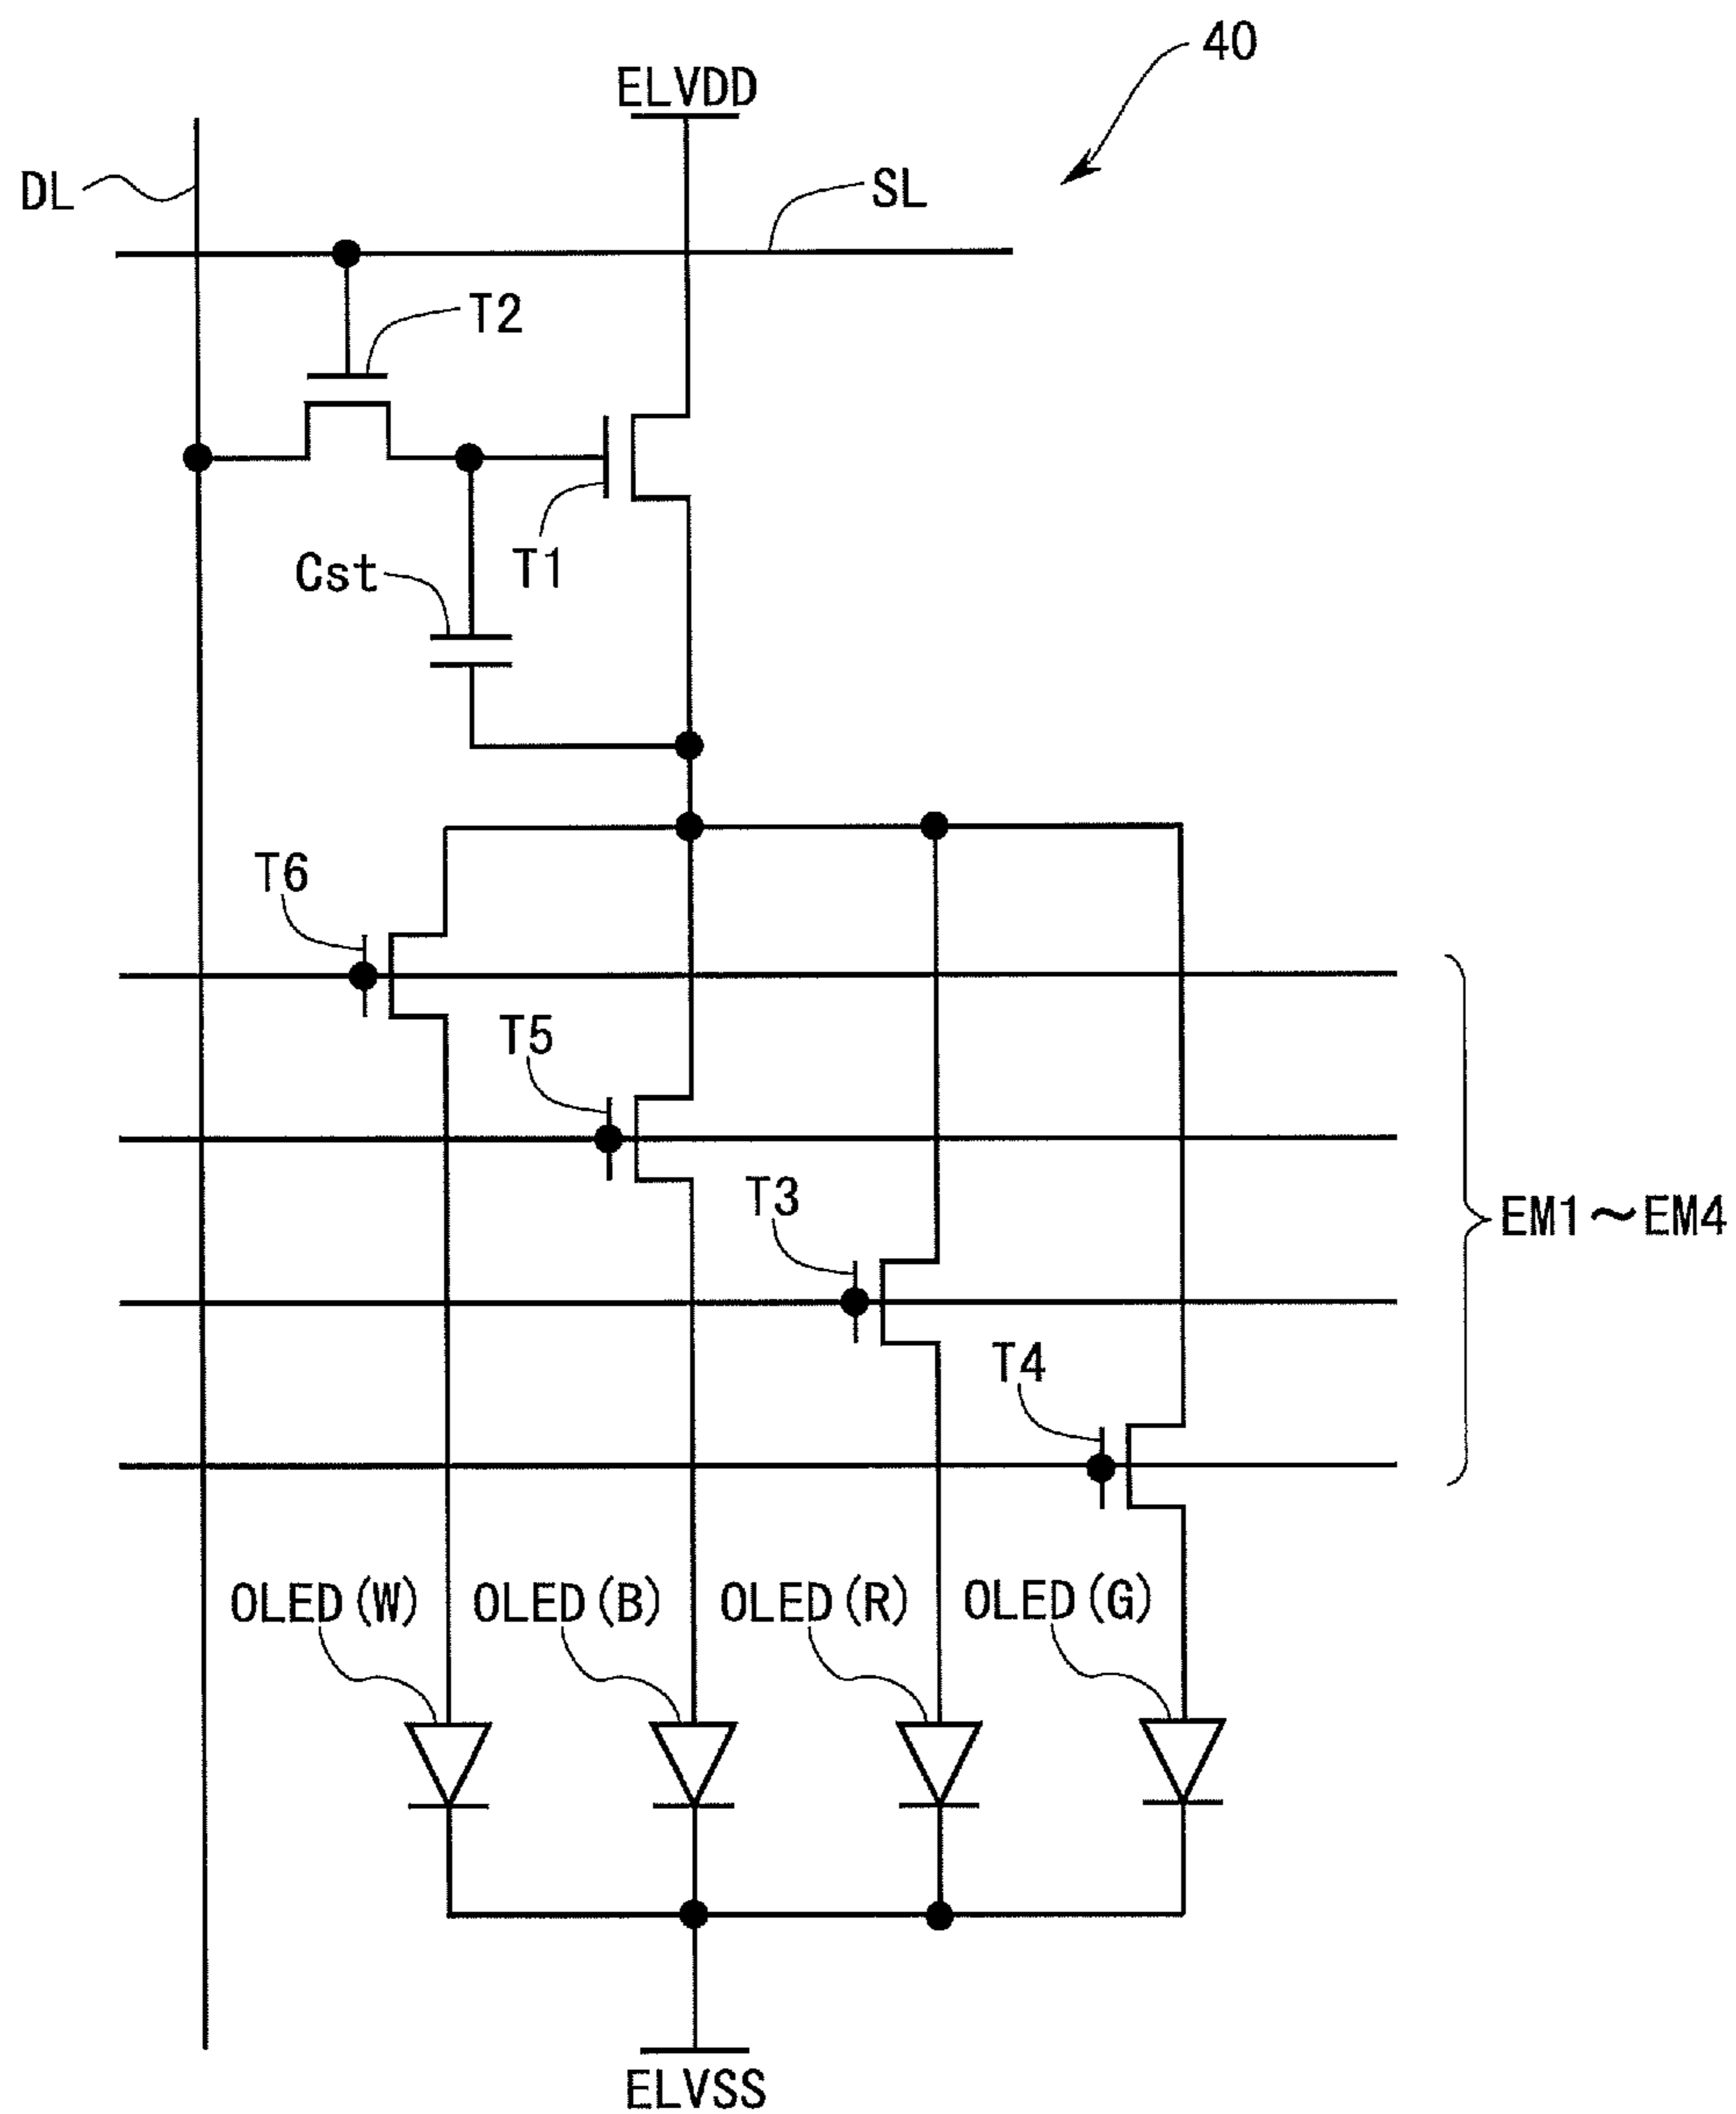 40
ELVDD
DL
SL
T2
T1
Cst
T6
T5
T3
EM1～EM4
T4
OLED(W)
OLED(B)
OLED(R)
OLED(G)
ELVSS